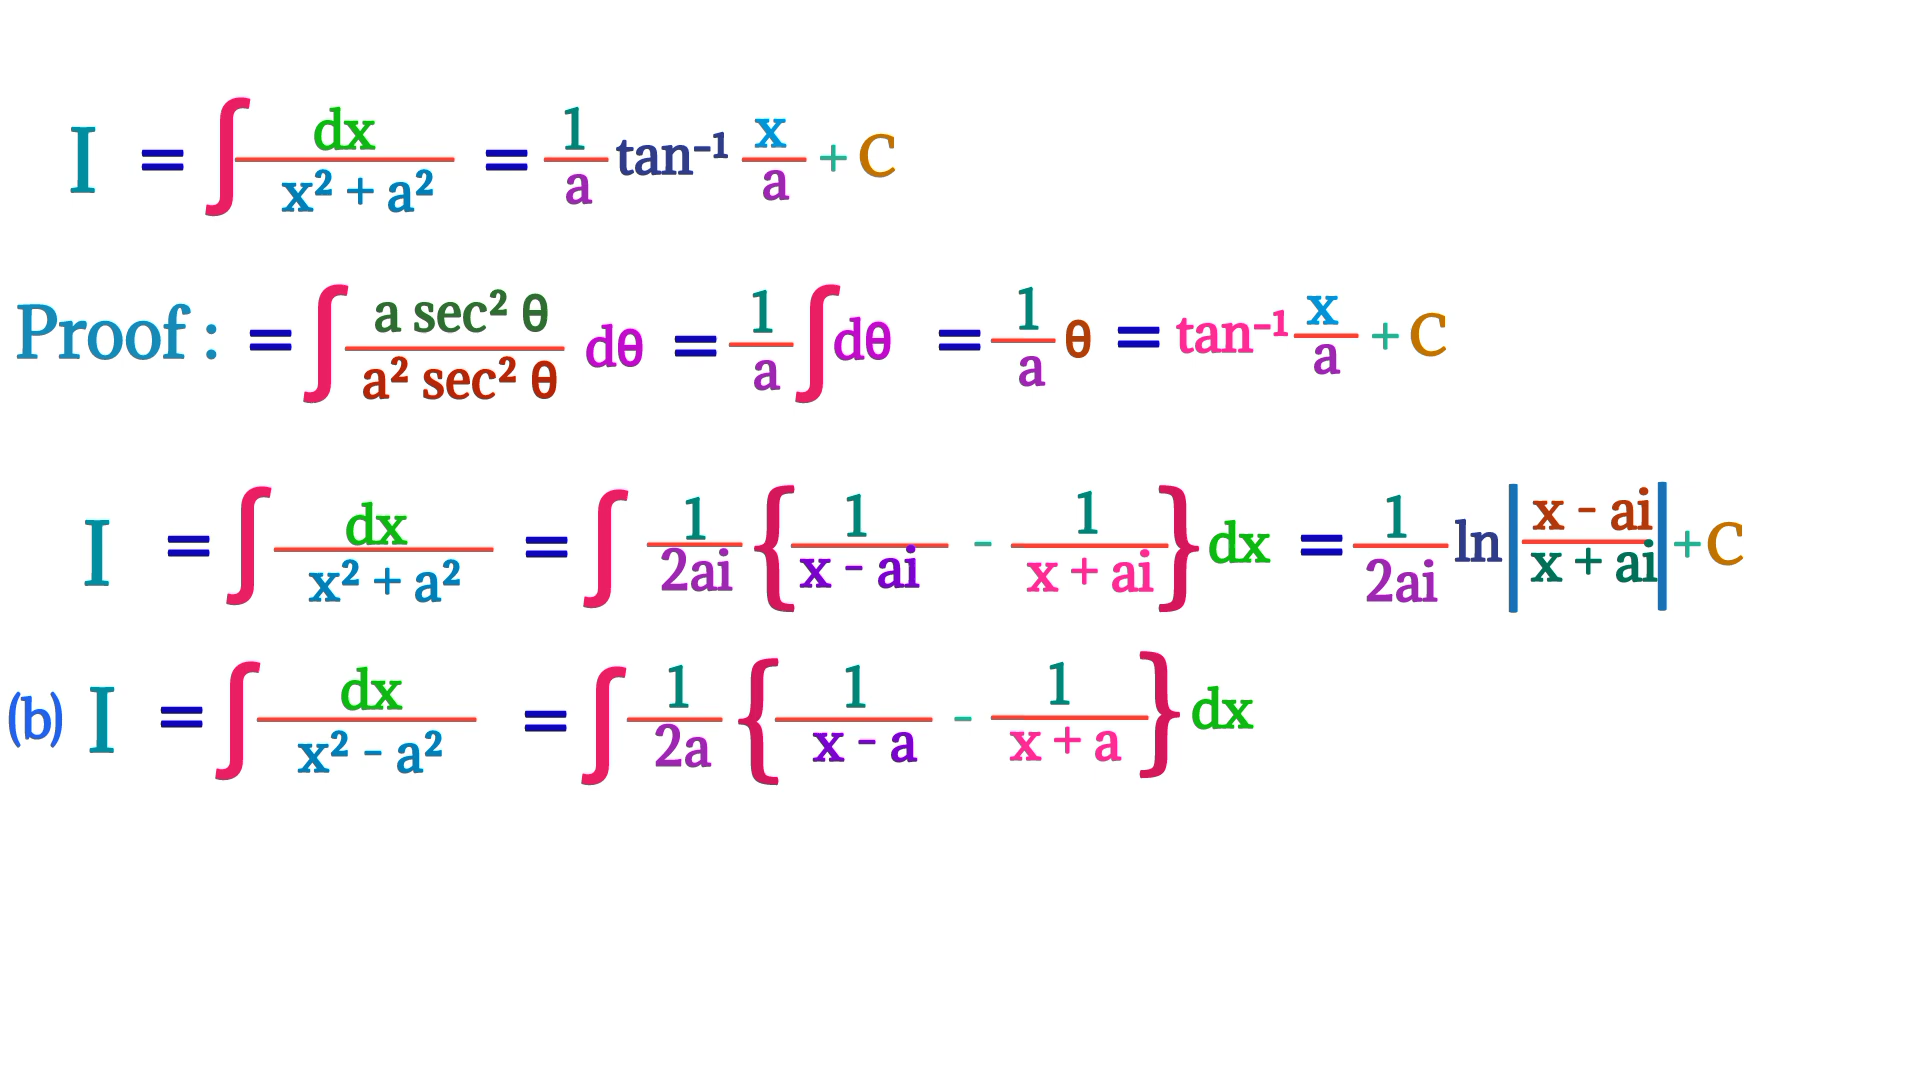 I = ∫ dx / (x² + a²) = 1/a tan⁻¹ x/a + C
Proof : = ∫ (a sec² θ) / (a² sec² θ) dθ = 1/a ∫ dθ = 1/a θ = tan⁻¹ x/a + C
I = ∫ dx / (x² + a²) = ∫ 1/2ai { 1/(x - ai) - 1/(x + ai) } dx = 1/2ai ln | (x - ai) / (x + ai) | + C
(b) I = ∫ dx / (x² - a²) = ∫ 1/2a { 1/(x - a) - 1/(x + a) } dx